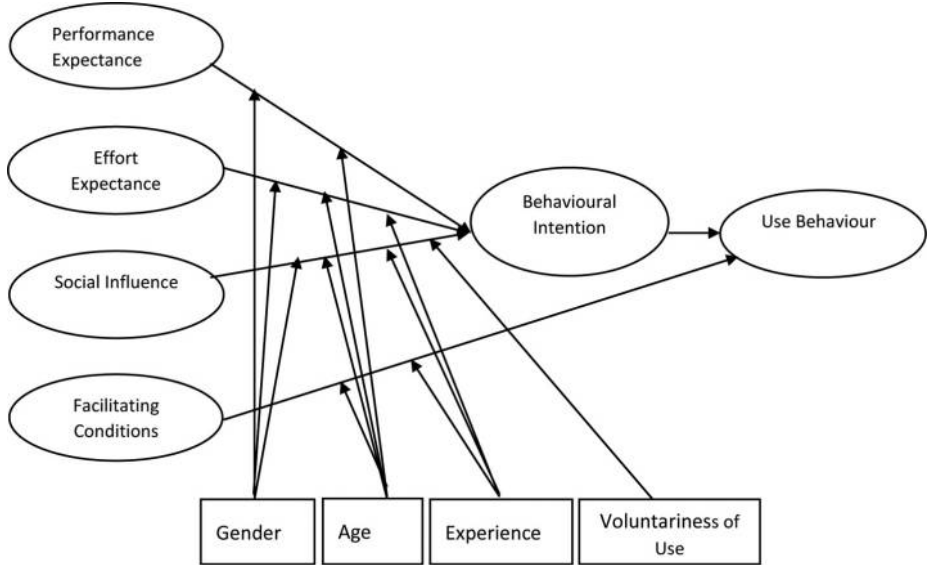 Performance
Expectance
Effort
Expectance
Behavioural
Intention
Use Behaviour
Social Influence
Facilitating
Conditions
Gender
Age
Experience
Voluntariness of
Use